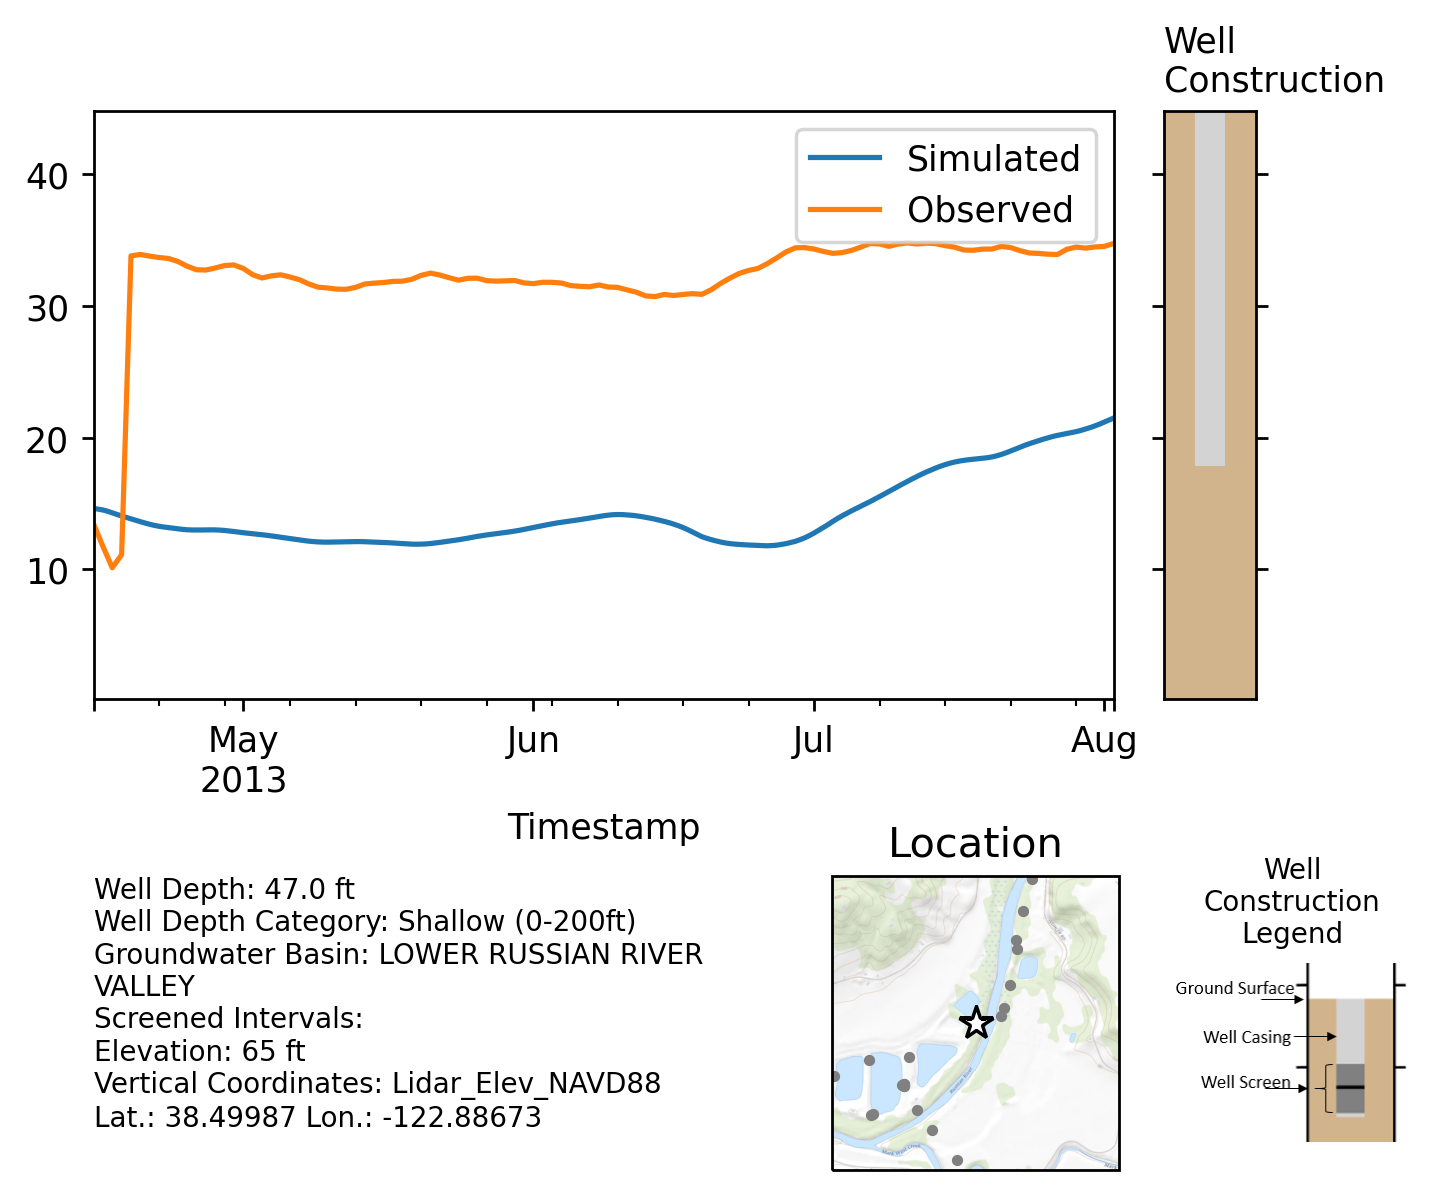 Well
Construction
Simulated
Observed
40
30
20
10
May
2013
Jun
Jul
Aug
Timestamp
Well Depth: 47.0 ft
Well Depth Category: Shallow (0-200ft)
Groundwater Basin: LOWER RUSSIAN RIVER
VALLEY
Screened Intervals:
Elevation: 65 ft
Vertical Coordinates: Lidar_Elev_NAVD88
Lat.: 38.49987 Lon.: -122.88673
Location
Well
Construction
Legend
Ground Surface
Well Casing
Well Screen